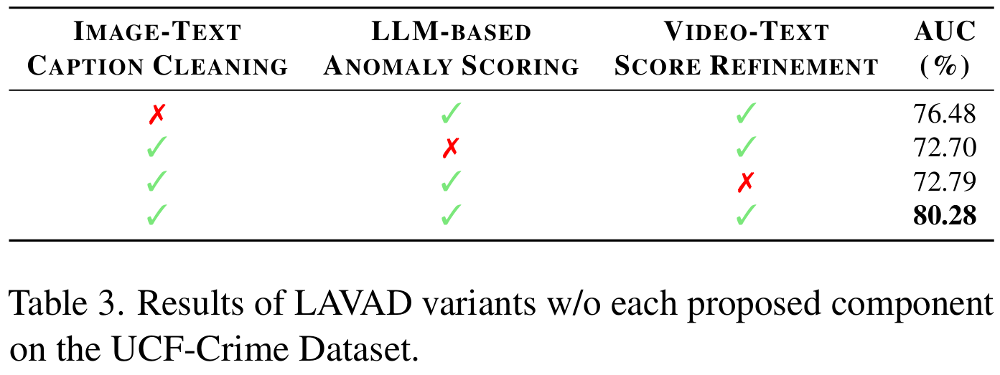 IMAGE-TEXT CAPTION CLEANING LLM-BASED ANOMALY SCORING VIDEO-TEXT SCORE REFINEMENT AUC (%)
✗ ✓ ✓ 76.48
✓ ✗ ✓ 72.70
✓ ✓ ✗ 72.79
✓ ✓ ✓ 80.28
Table 3. Results of LAVAD variants w/o each proposed component
on the UCF-Crime Dataset.